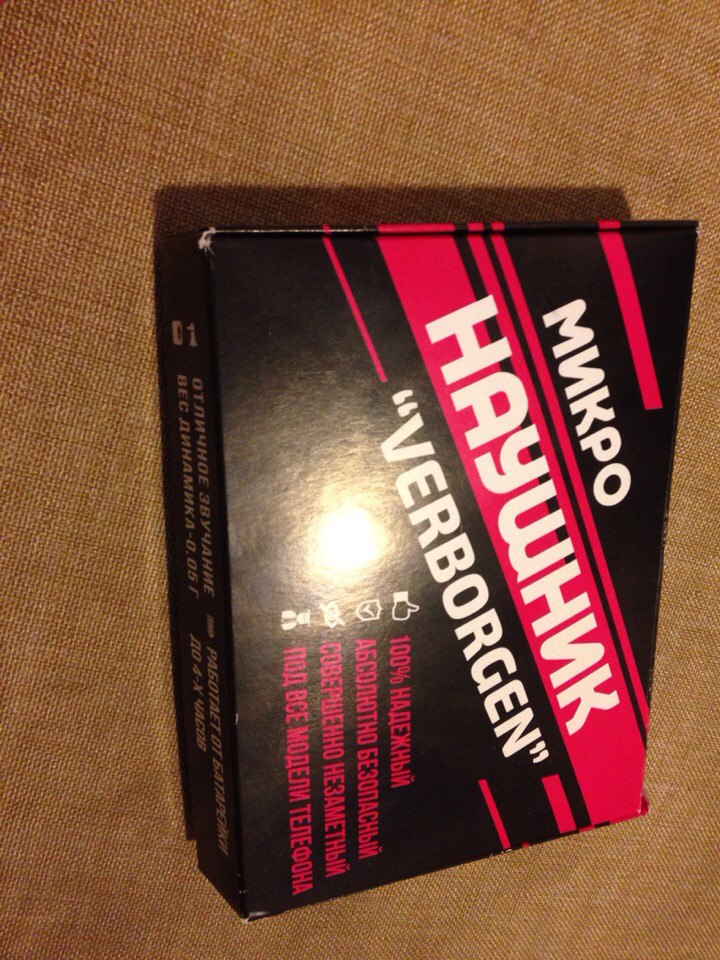 МИКРО
НАУШНИК
“VERBORGEN”
100% НАДЕЖНЫЙ
АБСОЛЮТНО БЕЗОПАСНЫЙ
СОВЕРШЕННО НЕЗАМЕТНЫЙ
ПОД ВСЕ МОДЕЛИ ТЕЛЕФОНА
ОТЛИЧНОЕ ЗВУЧАНИЕ
ВЕС ДИНАМИКА-0.05 Г
РАБОТАЕТ ОТ БАТАРЕЙКИ
ДО 4-Х ЧАСОВ